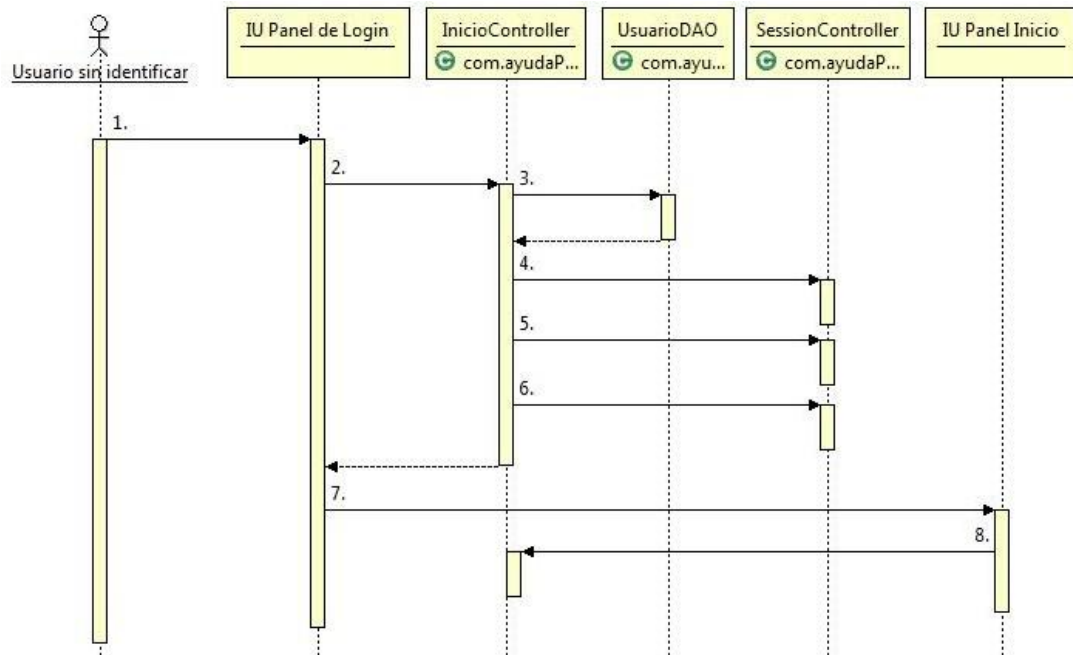 IU Panel de Login
InicioController
UsuarioDAO
SessionController
IU Panel Inicio
com.ayudaP...
com.ayu...
com.ayudaP...
Usuario sin identificar
1.
2.
3.
4.
5.
6.
7.
8.